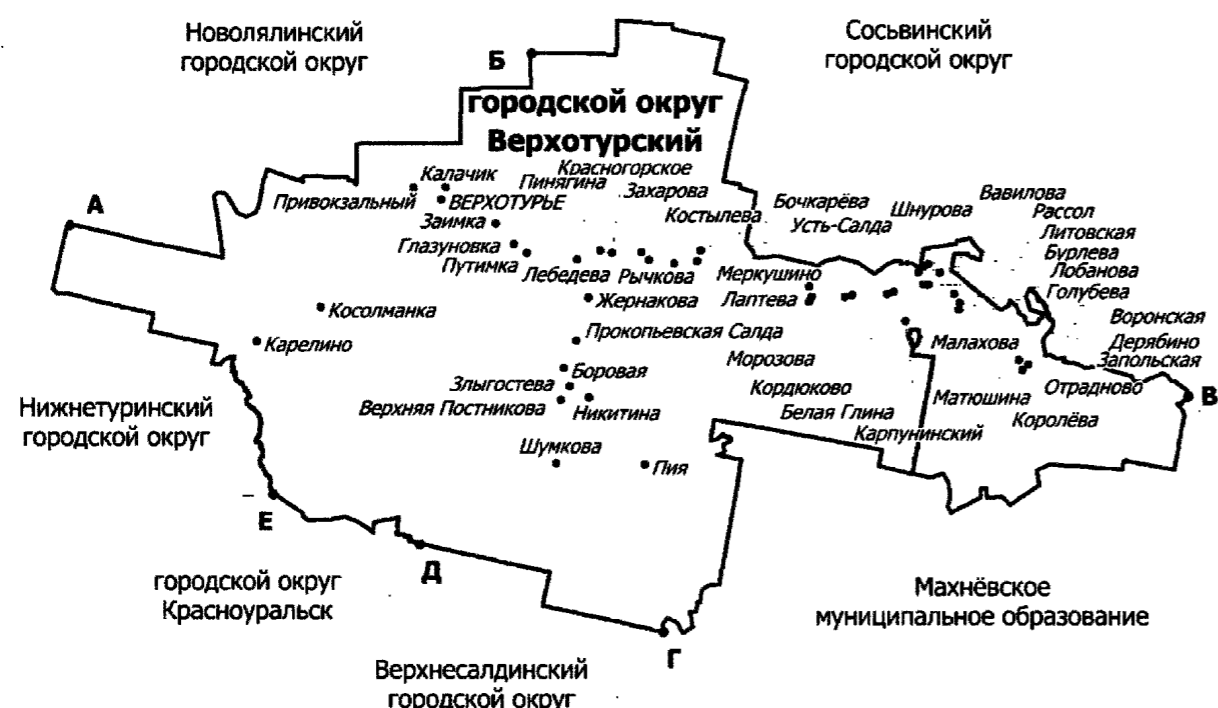 Новолялинский
городской округ
Сосьвинский
городской округ
Б
городской округ
Верхотурский
А
Калачик
Привокзальный
ВЕРХОТУРЬЕ
Заимка
Глазуновка
Путимка
Красногорское
Пинягина
Захарова
Костылева
Лебедева
Рычкова
Жернакова
Бочкарёва
Усть-Салда
Шнурова
Вавилова
Рассол
Литовская
Бурлева
Лобанова
Голубева
Меркушино
Лаптева
Воронская
Дерябино
Запольская
Косолманка
Карелино
Прокопьевская Салда
Малахова
Морозова
Боровая
Злыгостева
Верхняя Постникова
Никитина
Кордюково
Белая Глина
Карпунинский
Матюшина
Отрадново
Королёва
В
Шумкова
Пия
Нижнетуринский
городской округ
Е
Д
городской округ
Красноуральск
Махнёвское
муниципальное образование
Г
Верхнесалдинский
городской округ